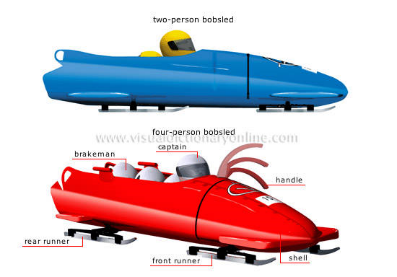 two-person bobsled
www.visualdictionaryonline.com
four-person bobsled
captain
brakeman
handle
rear runner
front runner
shell